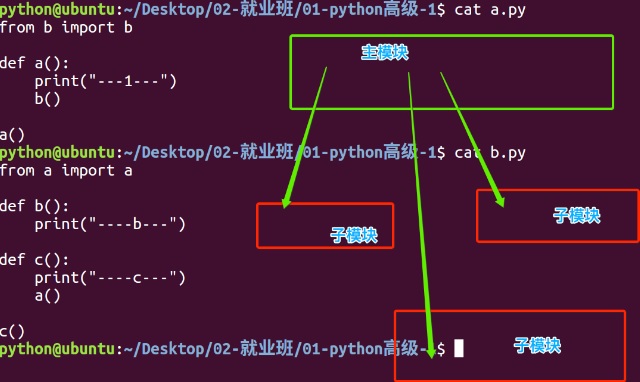 python@ubuntu:~/Desktop/02-就业班/01-python高级-1$ cat a.py
from b import b
主模块
def a():
    print("---1---")
    b()
a()
python@ubuntu:~/Desktop/02-就业班/01-python高级-1$ cat b.py
from a import a
def b():
    print("----b---")
子模块
子模块
def c():
    print("----c---")
    a()
c()
python@ubuntu:~/Desktop/02-就业班/01-python高级-1$
子模块